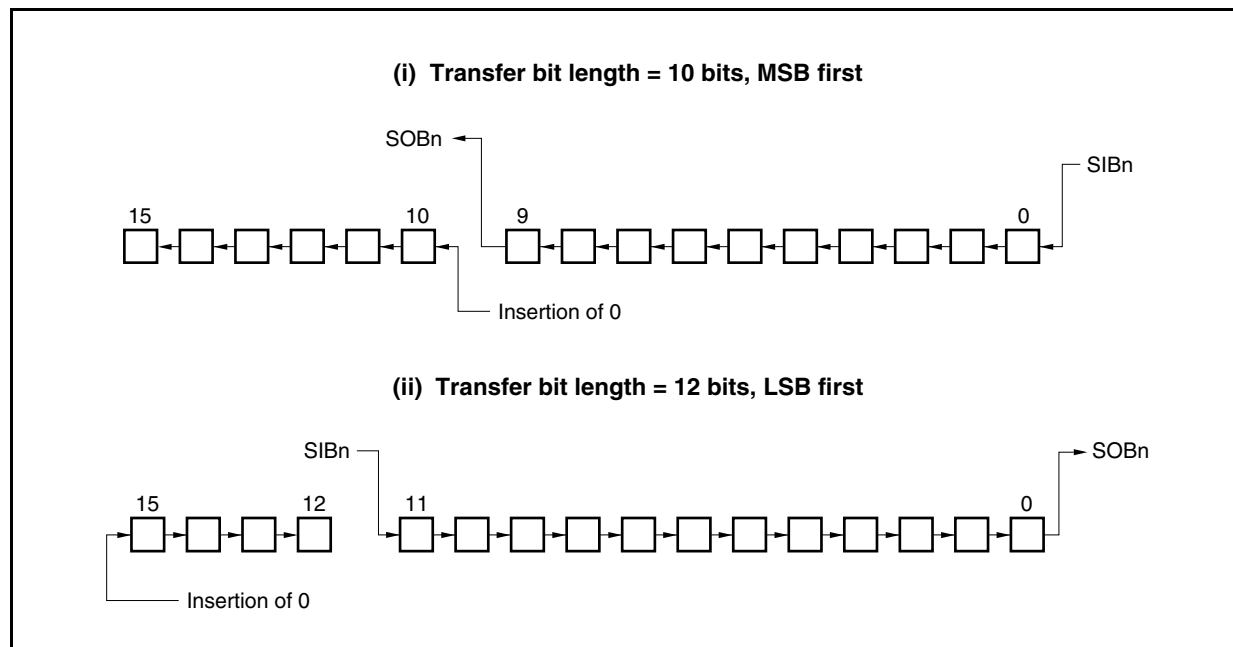 (i) Transfer bit length = 10 bits, MSB first
SOBn
SIBn
15
10
9
0
Insertion of 0
(ii) Transfer bit length = 12 bits, LSB first
SIBn
SOBn
15
12
11
0
Insertion of 0